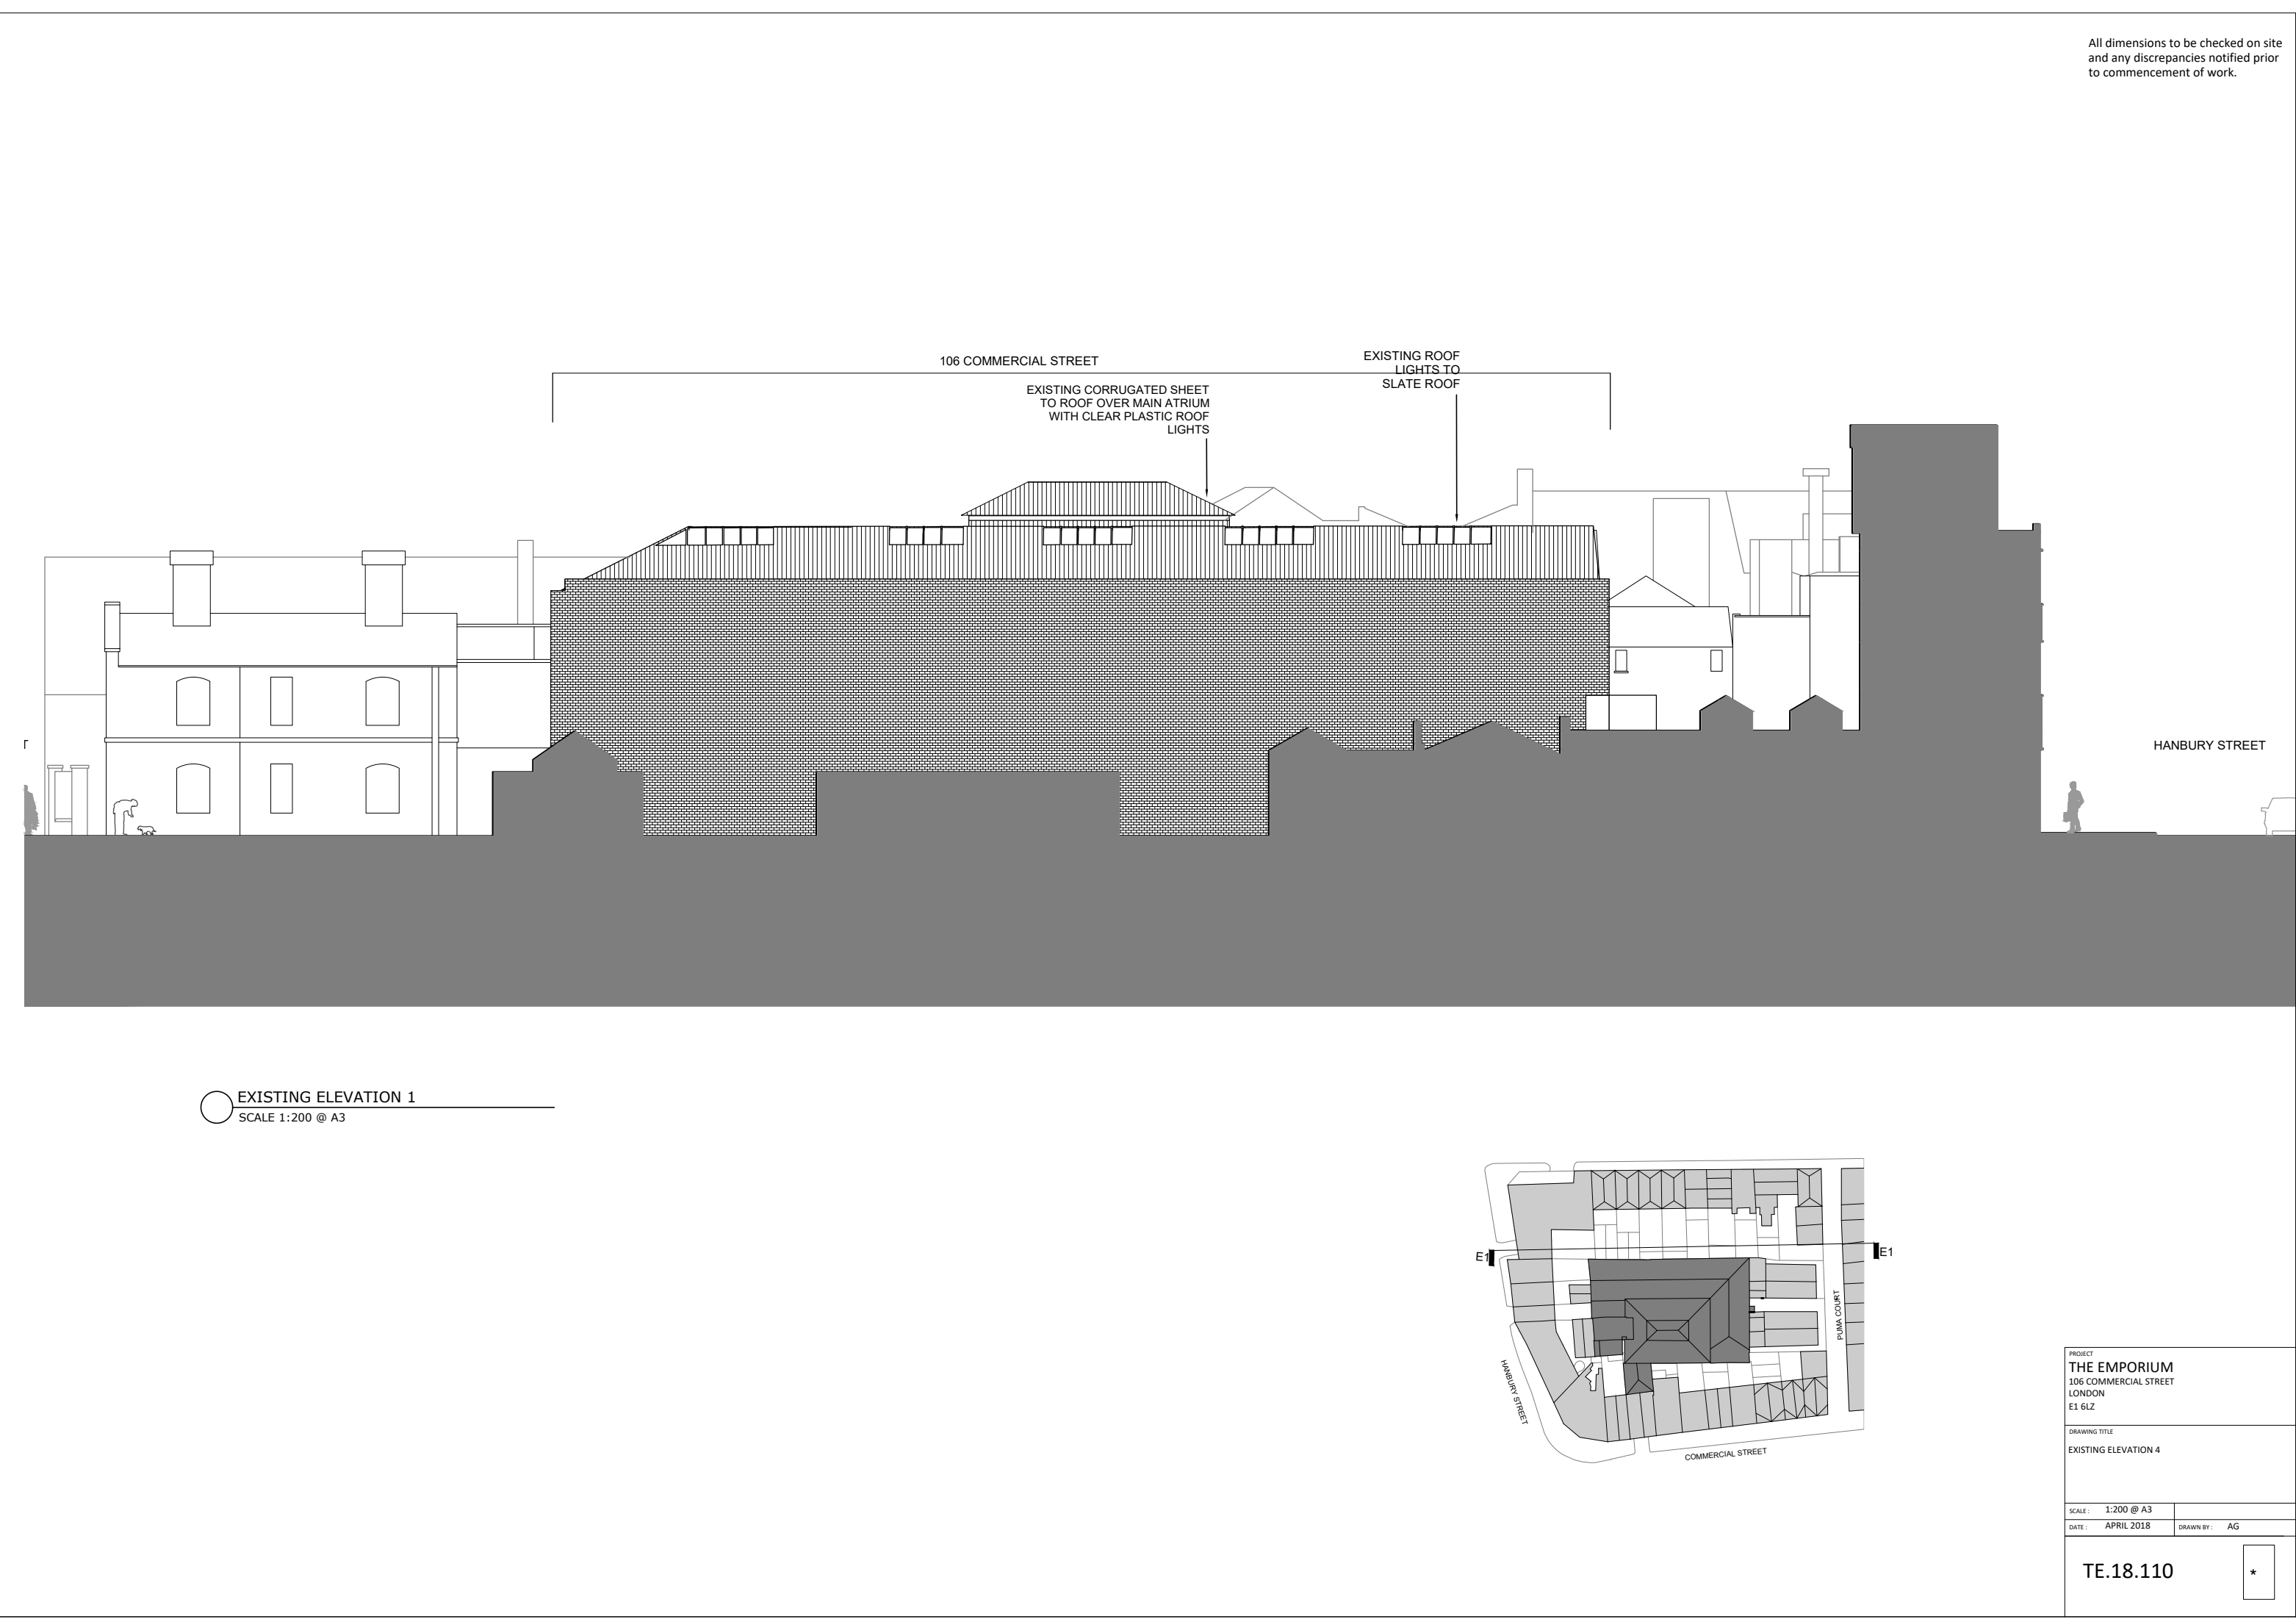 All dimensions to be checked on site
and any discrepancies notified prior
to commencement of work.
106 COMMERCIAL STREET
EXISTING ROOF
LIGHTS TO
SLATE ROOF
EXISTING CORRUGATED SHEET
TO ROOF OVER MAIN ATRIUM
WITH CLEAR PLASTIC ROOF
LIGHTS
T
HANBURY STREET
EXISTING ELEVATION 1
SCALE 1:200 @ A3
E1
E1
PUMA COURT
HANBURY STREET
COMMERCIAL STREET
PROJECT
THE EMPORIUM
106 COMMERCIAL STREET
LONDON
E1 6LZ
DRAWING TITLE
EXISTING ELEVATION 4
SCALE : 1:200 @ A3
DATE : APRIL 2018 DRAWN BY : AG
TE.18.110 *